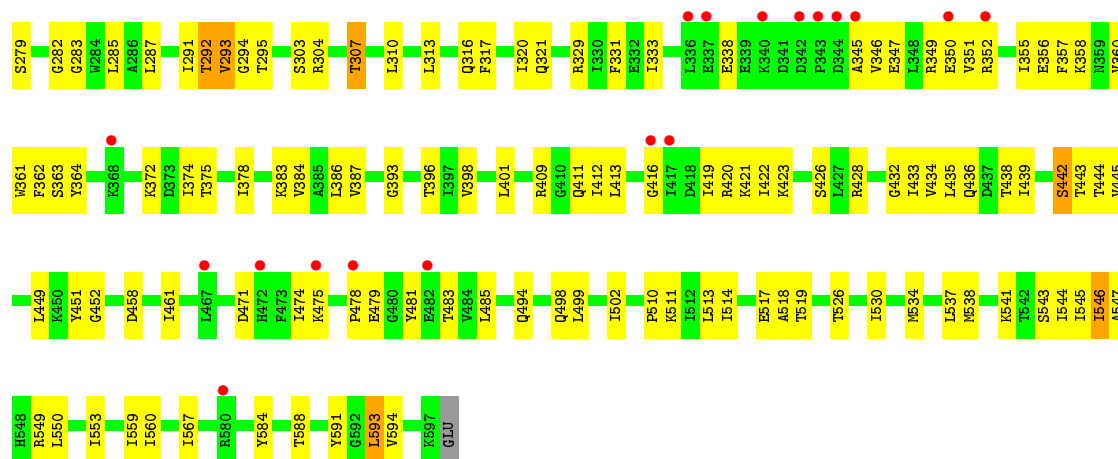 S279 G282 G283 W284 L285 A286 L287 I291 T292 V293 G294 T295 S303 R304 T307 L310 L313 Q316 F317 I320 Q321 R329 I330 F331 E332 I333 L336 E337 E338 E339 K340 D341 D342 P343 D344 A345 V346 E347 L348 R349 E350 V351 R352 I355 E356 F357 K358 N359 V360
W361 F362 S363 Y364 K368 K372 D373 I374 T375 I378 K383 V384 A385 L386 V387 G393 T396 I397 V398 L401 R409 G410 Q411 I412 L413 G416 I417 D418 I419 R420 K421 I422 K423 S426 L427 R428 G432 I433 V434 L435 Q436 D437 T438 I439 S442 T443 T444 V445
L449 K450 Y451 G452 D458 I461 L467 D471 H472 F473 I474 K475 P478 E479 G480 Y481 E482 T483 V484 L485 Q494 Q498 L499 I502 P510 K511 I512 L513 I514 E517 A518 T519 T526 I530 M534 L537 M538 K541 T542 S543 I544 I545 I546 A547
H548 R549 L550 I553 I559 I560 I567 R580 Y584 T588 Y591 G592 L593 V594 K597 GLU